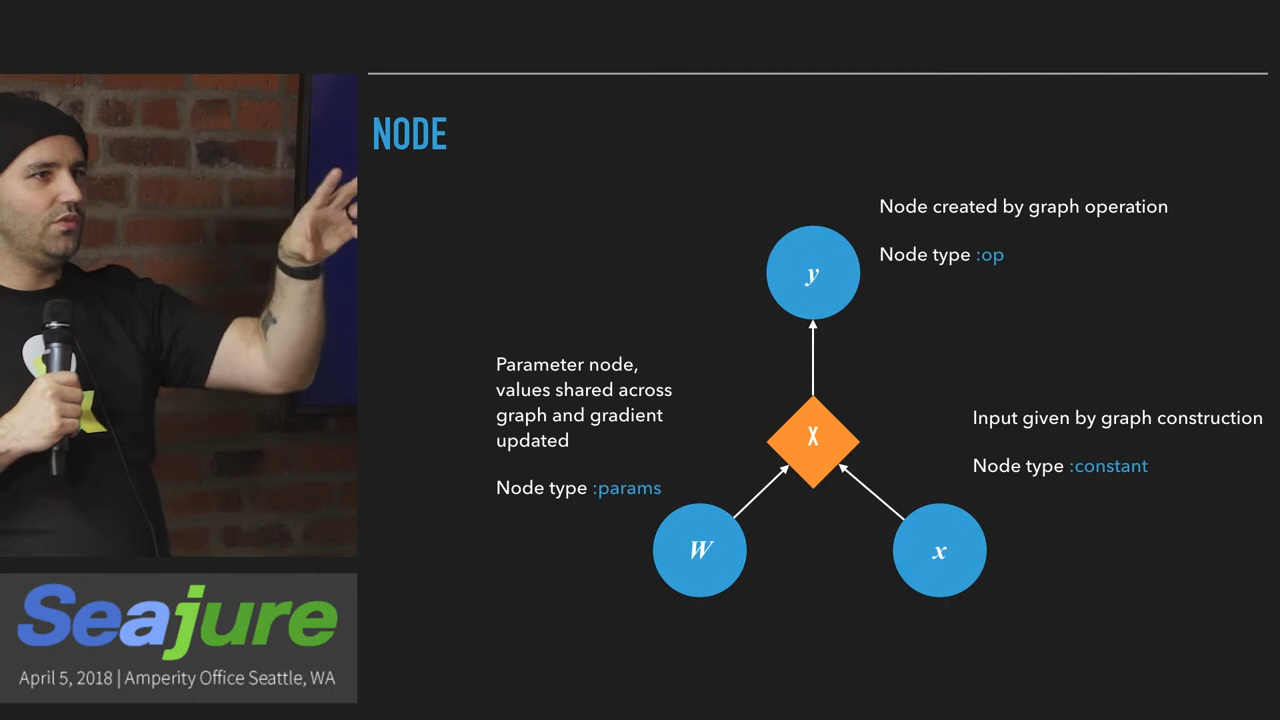 NODE
Node created by graph operation
Node type :op
y
Parameter node,
values shared across
graph and gradient
updated
Node type :params
X
Input given by graph construction
Node type :constant
W
x
Seajure
April 5, 2018 | Amperity Office Seattle, WA